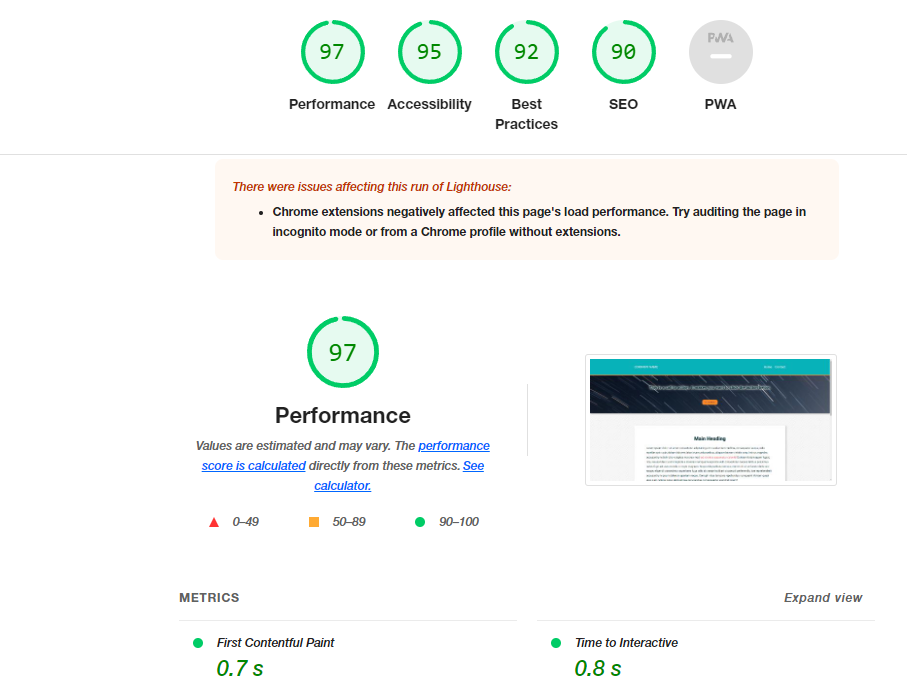 97 95 92 90 PWA
Performance Accessibility Best Practices SEO PWA
There were issues affecting this run of Lighthouse:
• Chrome extensions negatively affected this page's load performance. Try auditing the page in
incognito mode or from a Chrome profile without extensions.
97
Performance
Values are estimated and may vary. The performance
score is calculated directly from these metrics. See
calculator.
0–49 50–89 90–100
Main Heading
METRICS Expand view
First Contentful Paint Time to Interactive
0.7 s 0.8 s